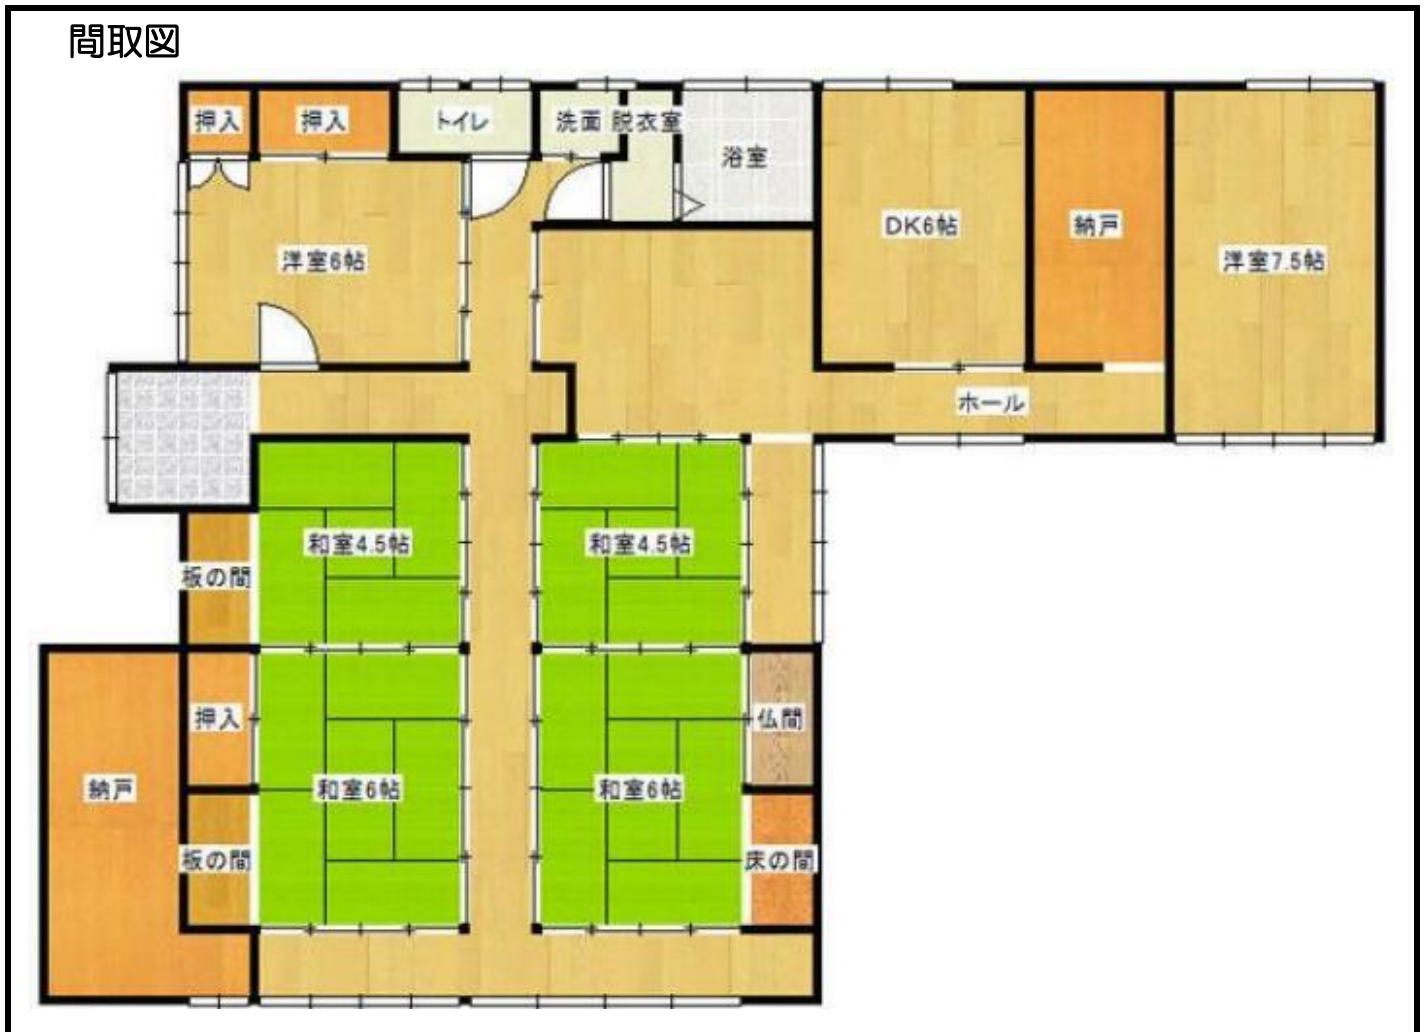 間取図
押入
押入
トイレ
洗面
脱衣室
浴室
DK6帖
納戸
洋室7.5帖
洋室6帖
ホール
和室4.5帖
和室4.5帖
板の間
押入
仏間
納戸
和室6帖
和室6帖
板の間
床の間